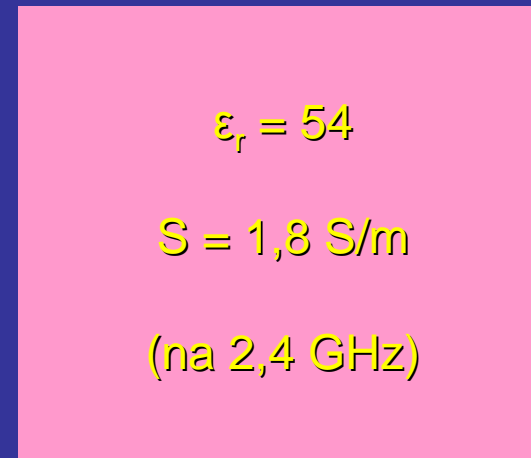 εr = 54
S = 1,8 S/m
(na 2,4 GHz)